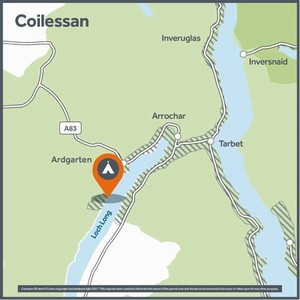 Coilessan
Inveruglas
Inversnaid
Arrochar
A83
Tarbet
Ardgarten
Loch Long